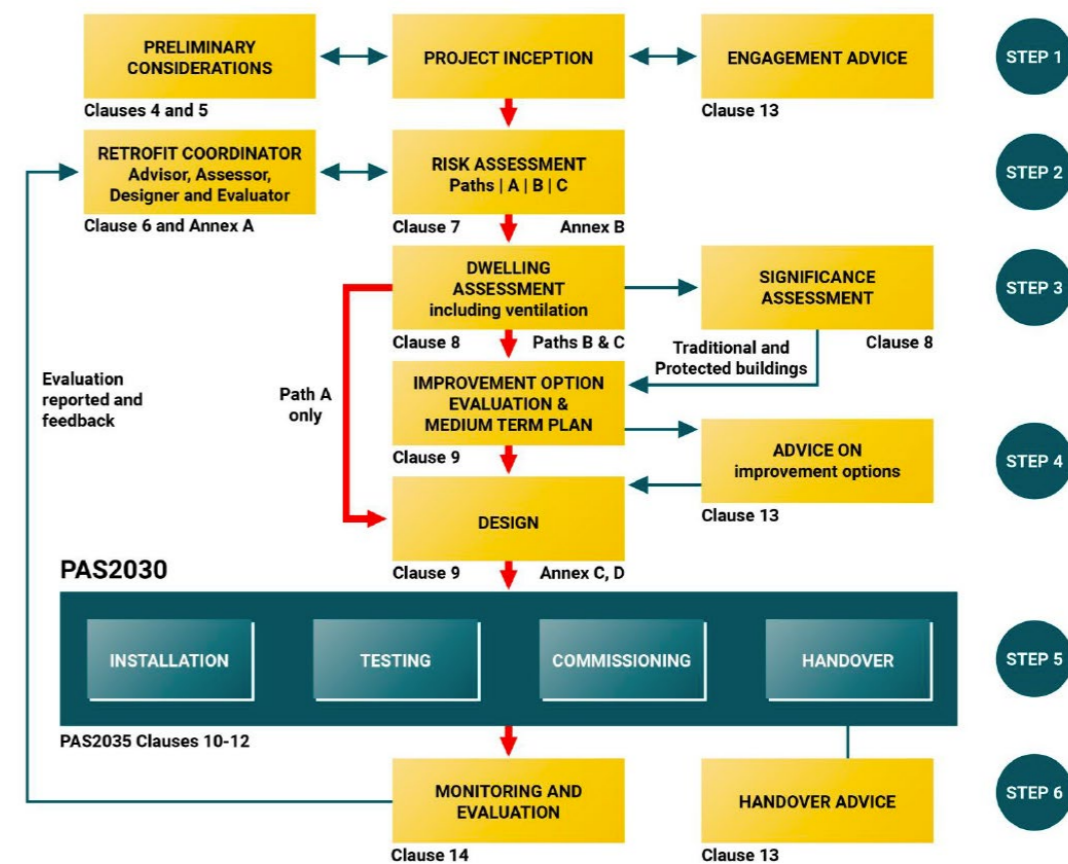 PRELIMINARY
CONSIDERATIONS
PROJECT INCEPTION
ENGAGEMENT ADVICE
STEP 1
Clauses 4 and 5
Clause 13
RETROFIT COORDINATOR
Advisor, Assessor,
Designer and Evaluator
RISK ASSESSMENT
Paths | A | B | C
STEP 2
Clause 6 and Annex A
Clause 7
Annex B
DWELLING
ASSESSMENT
including ventilation
SIGNIFICANCE
ASSESSMENT
STEP 3
Clause 8
Paths B & C
Clause 8
Traditional and
Protected buildings
Evaluation
reported and
feedback
Path A
only
IMPROVEMENT OPTION
EVALUATION &
MEDIUM TERM PLAN
Clause 9
ADVICE ON
improvement options
STEP 4
Clause 13
DESIGN
Clause 9
Annex C, D
PAS2030
INSTALLATION
TESTING
COMMISSIONING
HANDOVER
STEP 5
PAS2035 Clauses 10-12
MONITORING AND
EVALUATION
HANDOVER ADVICE
STEP 6
Clause 14
Clause 13